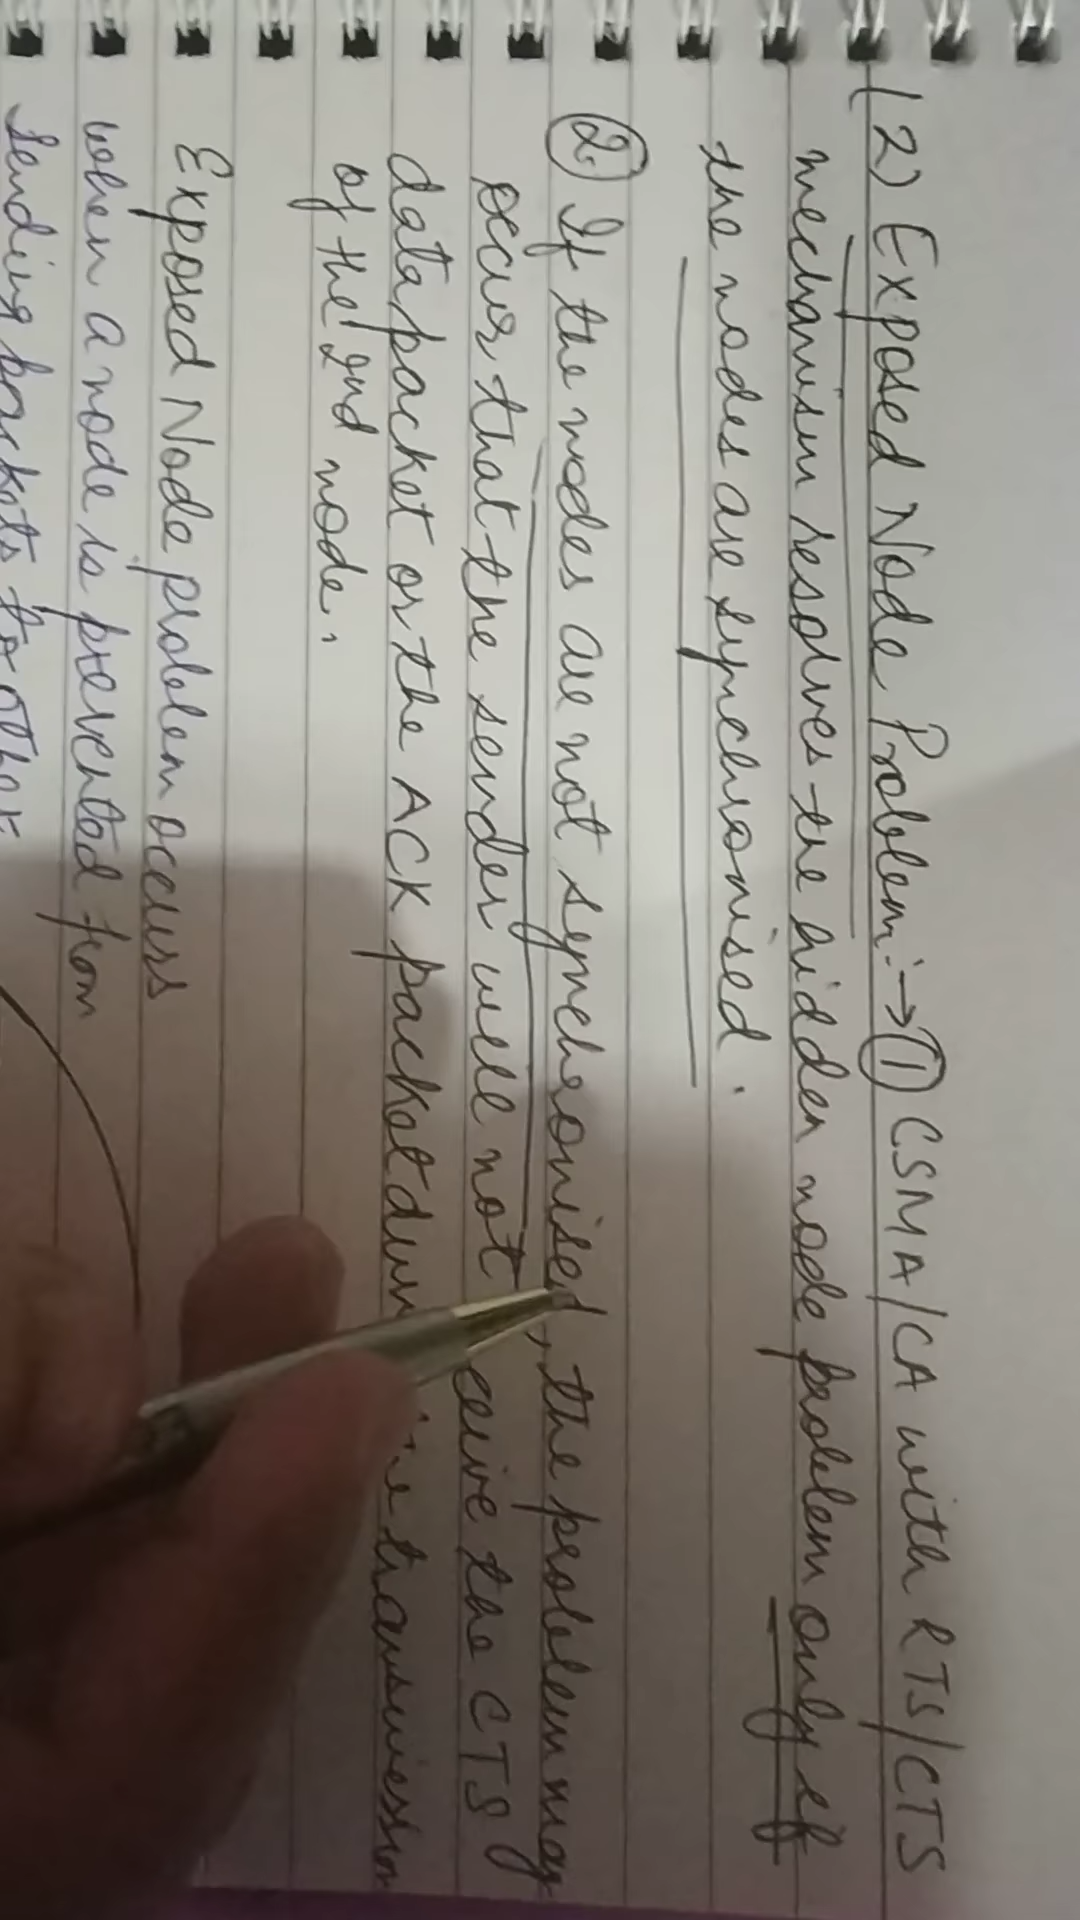 (2) Exposed Node Problem:→ ① CSMA/CA with RTS/CTS
mechanism resolves the hidden node problem only if
the nodes are synchronised.
②. If the nodes are not synchronised, the problem may
occur that the sender will not ceive the CTS
data packet or the ACK packet transmission
of the 2nd node.
Exposed Node problem occurs
when a node is prevented from
sending packets to other